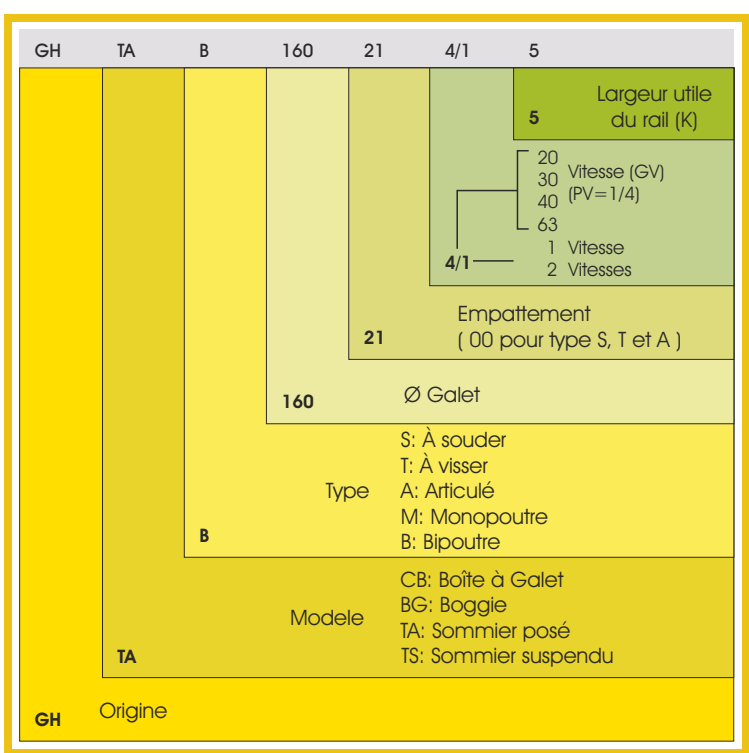 GH TA B 160 21 4/1 5
Largeur utile
5 du rail (K)
20
30 Vitesse (GV)
40 (PV=1/4)
63
1 Vitesse
4/1 2 Vitesses
Empattement
21 ( 00 pour type S, T et A )
160 Ø Galet
S: À souder
T: À visser
Type A: Articulé
M: Monopoutre
B B: Bipoutre
CB: Boîte à Galet
BG: Boggie
Modele
TA: Sommier posé
TA TS: Sommier suspendu
GH Origine